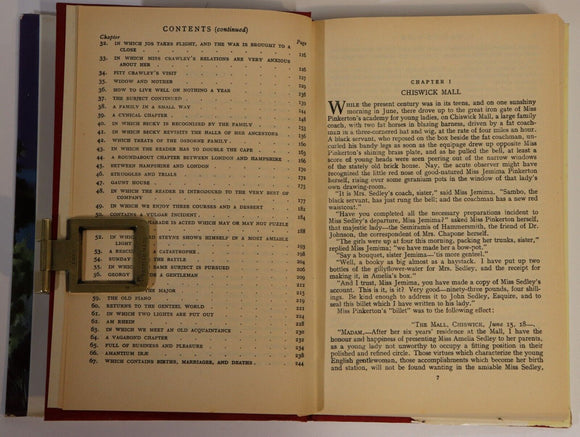 CONTENTS (continued)
Chapter Page
32. IN WHICH JOS TAKES FLIGHT, AND THE WAR IS BROUGHT TO A
CLOSE 116
33. IN WHICH MISS CRAWLEY'S RELATIONS ARE VERY ANXIOUS
ABOUT HER
34. PITT CRAWLEY'S VISIT
35. WIDOW AND MOTHER
36. HOW TO LIVE WELL ON NOTHING A YEAR
37. THE SUBJECT CONTINUED
38. A FAMILY IN A SMALL WAY
39. A CYNICAL CHAPTER
40. IN WHICH BECKY IS RECOGNISED BY THE FAMILY
41. IN WHICH BECKY REVISITS THE HALLS OF HER ANCESTORS
42. WHICH TREATS OF THE OSBORNE FAMILY
43. IN WHICH THE READER HAS TO DOUBLE THE CAPE
44. A ROUNDABOUT CHAPTER BETWEEN LONDON AND HAMPSHIRE
45. BETWEEN HAMPSHIRE AND LONDON
46. STRUGGLES AND TRIALS 174
47. GAUNT HOUSE 177
48. IN WHICH THE READER IS INTRODUCED TO THE VERY BEST OF
COMPANY
49. IN WHICH WE ENJOY THREE COURSES AND A DESSERT
50. CONTAINS A VULGAR INCIDENT
CHARADE IS ACTED WHICH MAY OR MAY NOT PUZZLE
52. IN WHICH STEYNE SHOWS HIMSELF IN A MOST AMIABLE
LIGHT
53. A RESCUE CATASTROPHE
54. SUNDAY THE BATTLE
55. IN WHICH SAME SUBJECT IS PURSUED
56. GEORGY A GENTLEMAN
MAJOR
59. THE OLD PIANO
60. RETURNS TO THE GENTEEL WORLD
61. IN WHICH TWO LIGHTS ARE PUT OUT
62. AM RHEIN
63. IN WHICH WE MEET AN OLD ACQUAINTANCE
64. A VAGABOND CHAPTER
65. FULL OF BUSINESS AND PLEASURE
66. AMANTIUM IRÆ
67. WHICH CONTAINS BIRTHS, MARRIAGES, AND DEATHS 244
CHAPTER I
CHISWICK MALL
WHILE the present century was in its teens, and on one sunshiny
morning in June, there drove up to the great iron gate of Miss
Pinkerton's academy for young ladies, on Chiswick Mall, a large family
coach, with two fat horses in blazing harness, driven by a fat coach-
man in a three-cornered hat and wig, at the rate of four miles an hour.
A black servant, who reposed on the box beside the fat coachman, un-
curled his bandy legs as soon as the equipage drew up opposite Miss
Pinkerton's shining brass plate, and as he pulled the bell, at least a
score of young heads were seen peering out of the narrow windows
of the stately old brick house. Nay, the acute observer might have
recognized the little red nose of good-natured Miss Jemima Pinkerton
herself, rising over some geranium pots in the window of that lady's
own drawing-room.
"It is Mrs. Sedley's coach, sister," said Miss Jemima. "Sambo, the
black servant, has just rung the bell; and the coachman has a new red
waistcoat."
"Have you completed all the necessary preparations incident to
Miss Sedley's departure, Miss Jemima?" asked Miss Pinkerton herself,
that majestic lady—the Semiramis of Hammersmith, the friend of Dr.
Johnson, the correspondent of Mrs. Chapone herself.
"The girls were up at four this morning, packing her trunks, sister,"
replied Miss Jemima; "we have made her a bow-pot."
"Say a bouquet, sister Jemima—'tis more genteel."
"Well, a booky as big almost as a haystack. I have put up two
bottles of the gillyflower-water for Mrs. Sedley, and the receipt for
making it, in Amelia's box."
"And I trust, Miss Jemima, you have made a copy of Miss Sedley's
account. This is it, is it? Very good—ninety-three pounds, four shil-
lings. Be kind enough to address it to John Sedley, Esquire, and to
seal this billet which I have written to his lady."
Miss Pinkerton's "billet" was to the following effect;
"THE MALL, CHISWICK, June 15, 18—.
"MADAM,—After her six years' residence at the Mall, I have the
honour and happiness of presenting Miss Amelia Sedley to her parents,
as a young lady not unworthy to occupy a fitting position in their
polished and refined circle. Those virtues which characterize the young
English gentlewoman, those accomplishments which become her birth
and station, will not be found wanting in the amiable Miss Sedley,
7